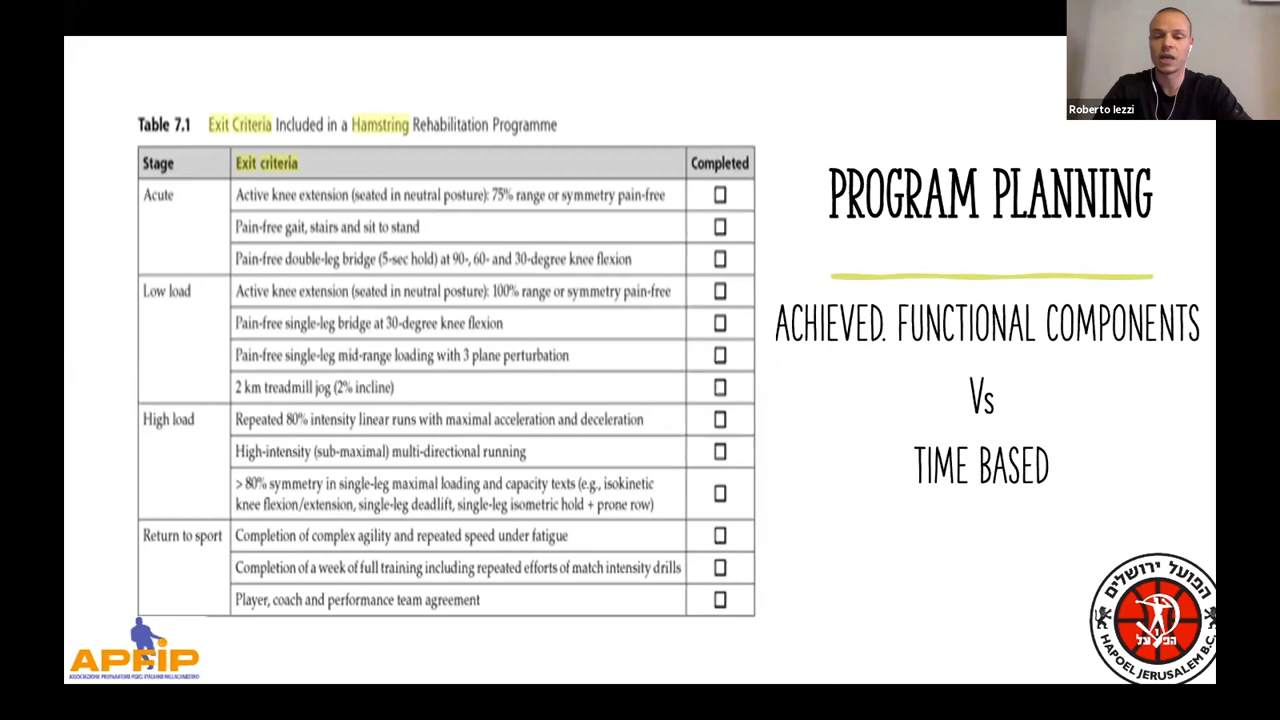 Roberto Iezzi
Table 7.1 Exit Criteria Included in a Hamstring Rehabilitation Programme
Stage Exit criteria Completed
Acute Active knee extension (seated in neutral posture): 75% range or symmetry pain-free
Pain-free gait, stairs and sit to stand
Pain-free double-leg bridge (5-sec hold) at 90-, 60- and 30-degree knee flexion
Low load Active knee extension (seated in neutral posture): 100% range or symmetry pain-free
Pain-free single-leg bridge at 30-degree knee flexion
Pain-free single-leg mid-range loading with 3 plane perturbation
2 km treadmill jog (2% incline)
High load Repeated 80% intensity linear runs with maximal acceleration and deceleration
High-intensity (sub-maximal) multi-directional running
> 80% symmetry in single-leg maximal loading and capacity texts (e.g., isokinetic
knee flexion/extension, single-leg deadlift, single-leg isometric hold + prone row)
Return to sport Completion of complex agility and repeated speed under fatigue
Completion of a week of full training including repeated efforts of match intensity drills
Player, coach and performance team agreement
PROGRAM PLANNING
ACHIEVED. FUNCTIONAL COMPONENTS
Vs
TIME BASED
APFIP
ASSOCIAZIONE PREPARATORI FISICI ITALIANI PALLACANESTRO
הפועל ירושלים
הפועל
HAPOEL JERUSALEM B.C.